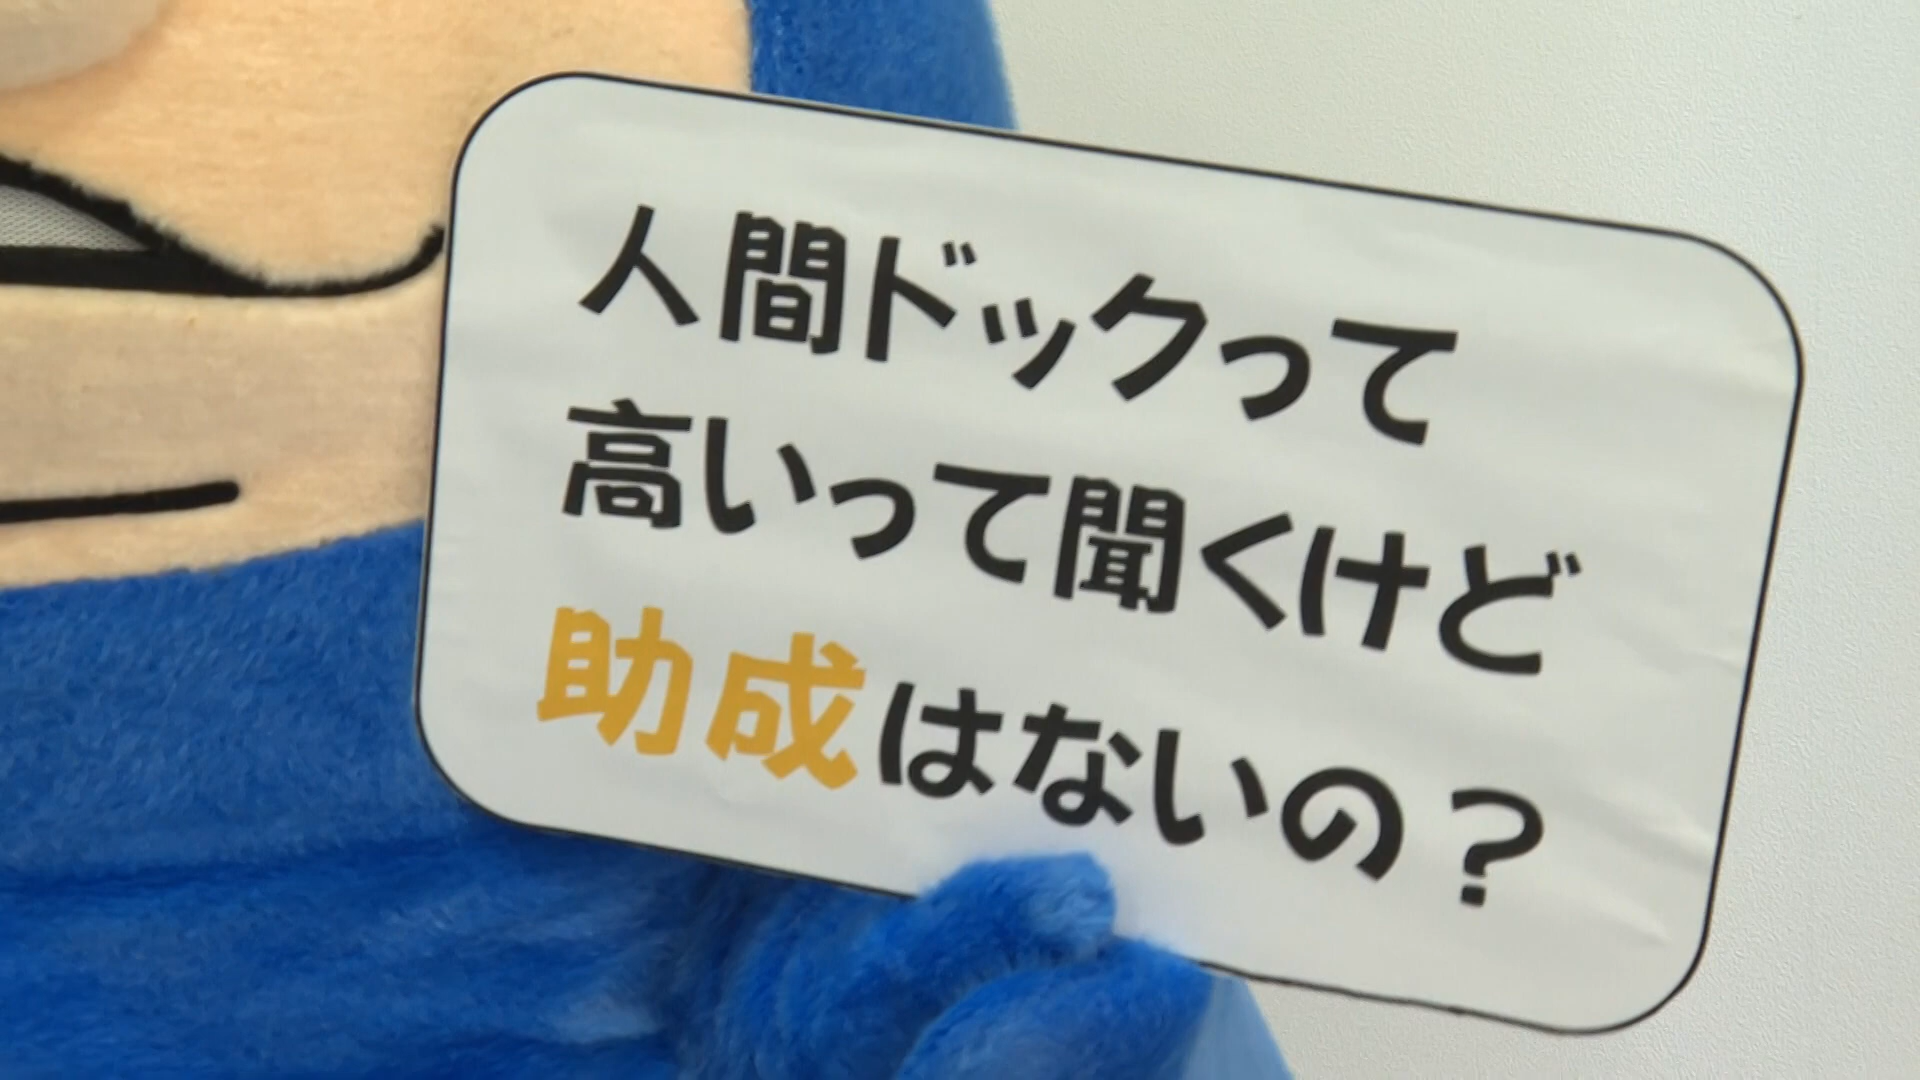 人間ドックって
高いって聞くけど
助成はないの？